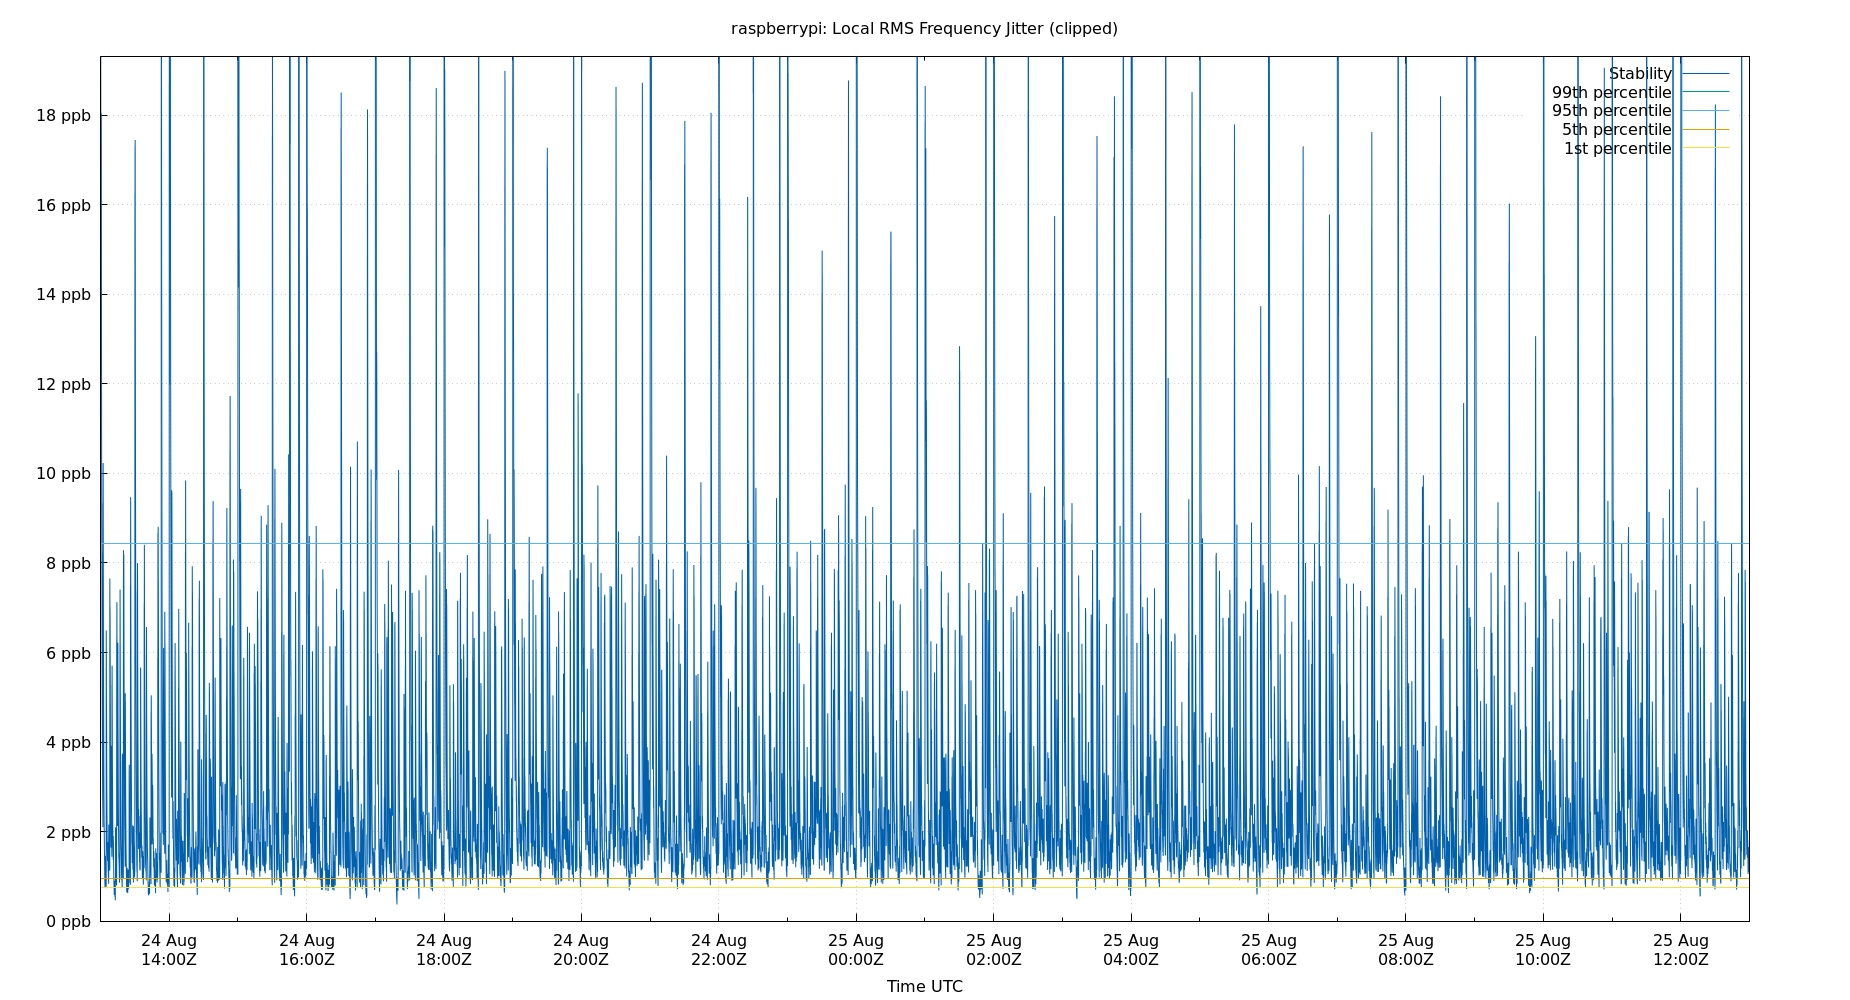 raspberrypi: Local RMS Frequency Jitter (clipped)
Stability
99th percentile
95th percentile
5th percentile
1st percentile
18 ppb
16 ppb
14 ppb
12 ppb
10 ppb
8 ppb
6 ppb
4 ppb
2 ppb
0 ppb
24 Aug 24 Aug 24 Aug 24 Aug 24 Aug 25 Aug 25 Aug 25 Aug 25 Aug 25 Aug 25 Aug 25 Aug
14:00Z 16:00Z 18:00Z 20:00Z 22:00Z 00:00Z 02:00Z 04:00Z 06:00Z 08:00Z 10:00Z 12:00Z
Time UTC